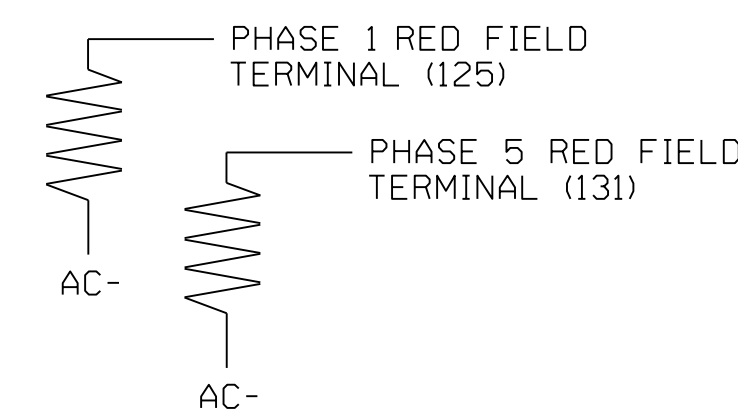 PHASE 1 RED FIELD
TERMINAL (125)
PHASE 5 RED FIELD
TERMINAL (131)
AC-
AC-